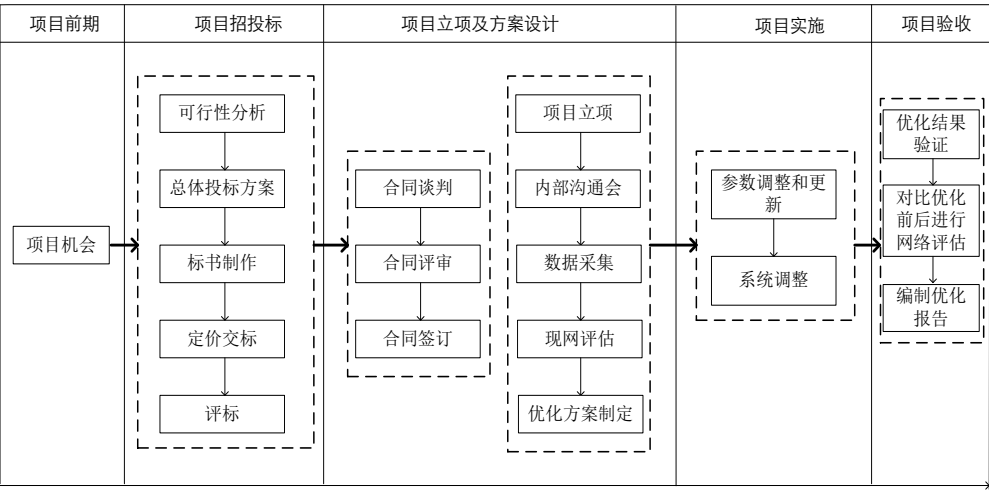 项目前期
项目招投标
项目立项及方案设计
项目实施
项目验收
项目机会
可行性分析
总体投标方案
标书制作
定价交标
评标
合同谈判
合同评审
合同签订
项目立项
内部沟通会
数据采集
现网评估
优化方案制定
参数调整和更
新
系统调整
优化结果
验证
对比优化
前后进行
网络评估
编制优化
报告